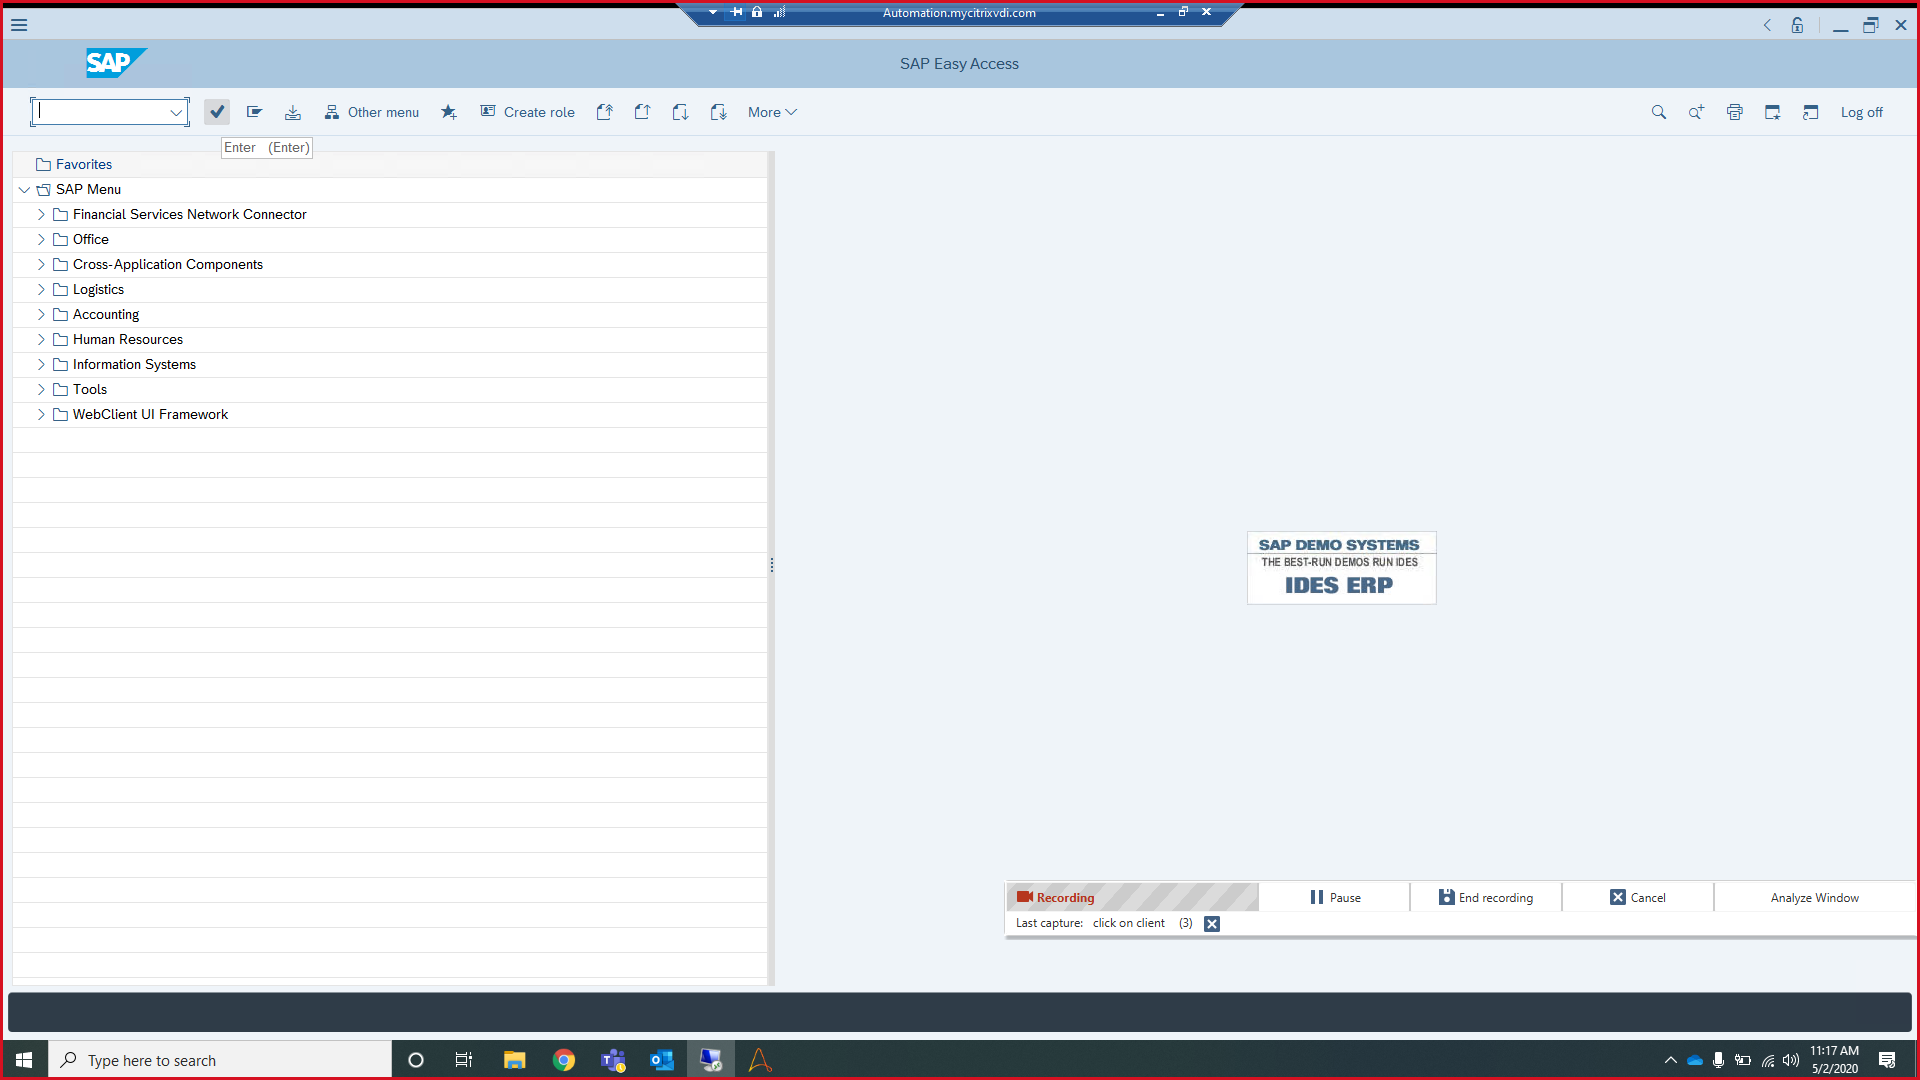 Automation.mycitrixvdi.com
SAP
SAP Easy Access
Other menu
Create role
More
Log off
Enter (Enter)
Favorites
SAP Menu
Financial Services Network Connector
Office
Cross-Application Components
Logistics
Accounting
Human Resources
Information Systems
Tools
WebClient UI Framework
SAP DEMO SYSTEMS
THE BEST-RUN DEMOS RUN IDES
IDES ERP
Recording
Pause
End recording
Cancel
Analyze Window
Last capture: click on client (3)
Type here to search
11:17 AM
5/2/2020